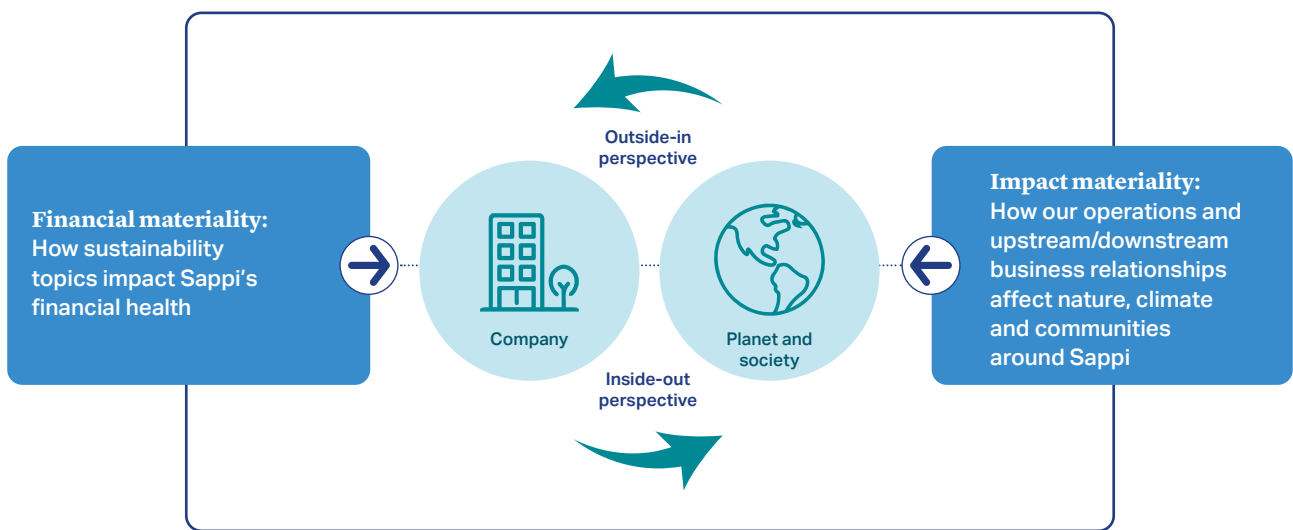 Outside-in
perspective
Financial materiality:
How sustainability
topics impact Sappi's
financial health
Company
Planet and
society
Impact materiality:
How our operations and
upstream/downstream
business relationships
affect nature, climate
and communities
around Sappi
Inside-out
perspective